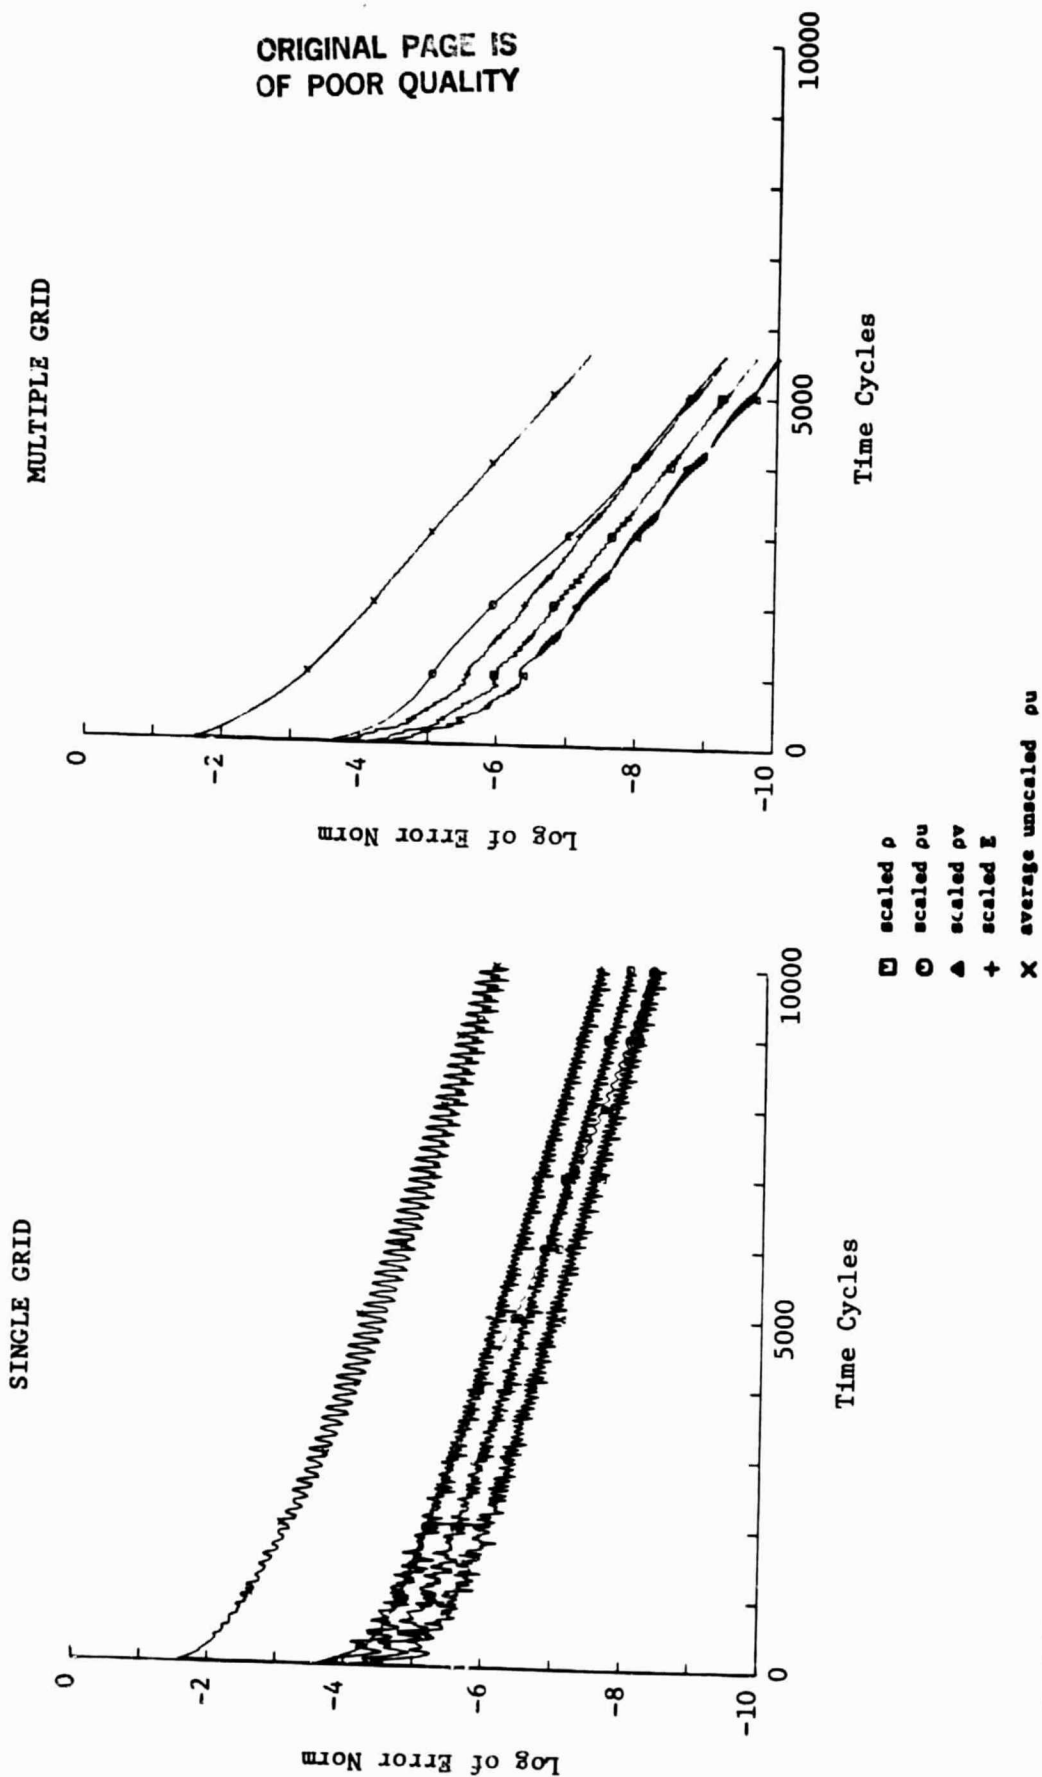 ORIGINAL PAGE IS
OF POOR QUALITY
SINGLE GRID
0
-2
-4
-6
-8
-10
Log of Error Norm
0
5000
10000
Time Cycles
MULTIPLE GRID
0
-2
-4
-6
-8
-10
Log of Error Norm
0
5000
10000
Time Cycles
scaled ρ
scaled ρu
scaled ρv
scaled E
average unscaled ρu